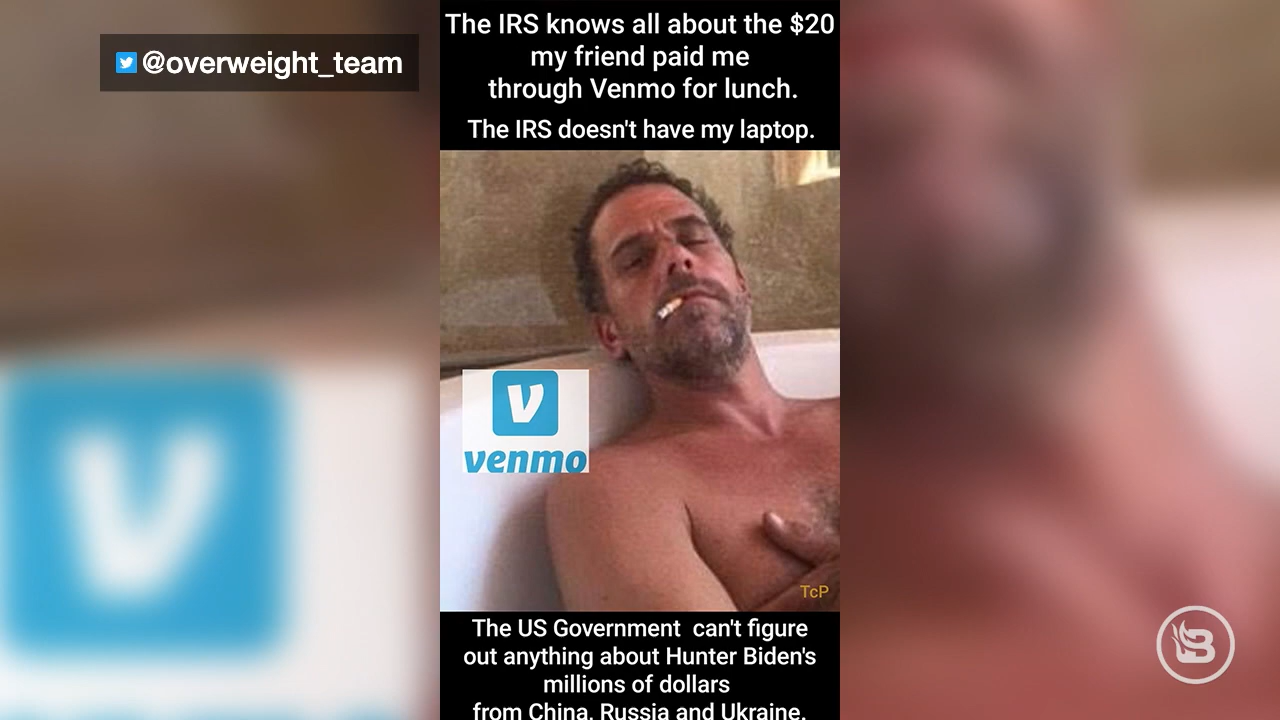 The IRS knows all about the $20
my friend paid me
through Venmo for lunch.
The IRS doesn't have my laptop.
@overweight_team
V
venmo
TcP
The US Government can't figure
out anything about Hunter Biden's
millions of dollars
from China, Russia and Ukraine.
B